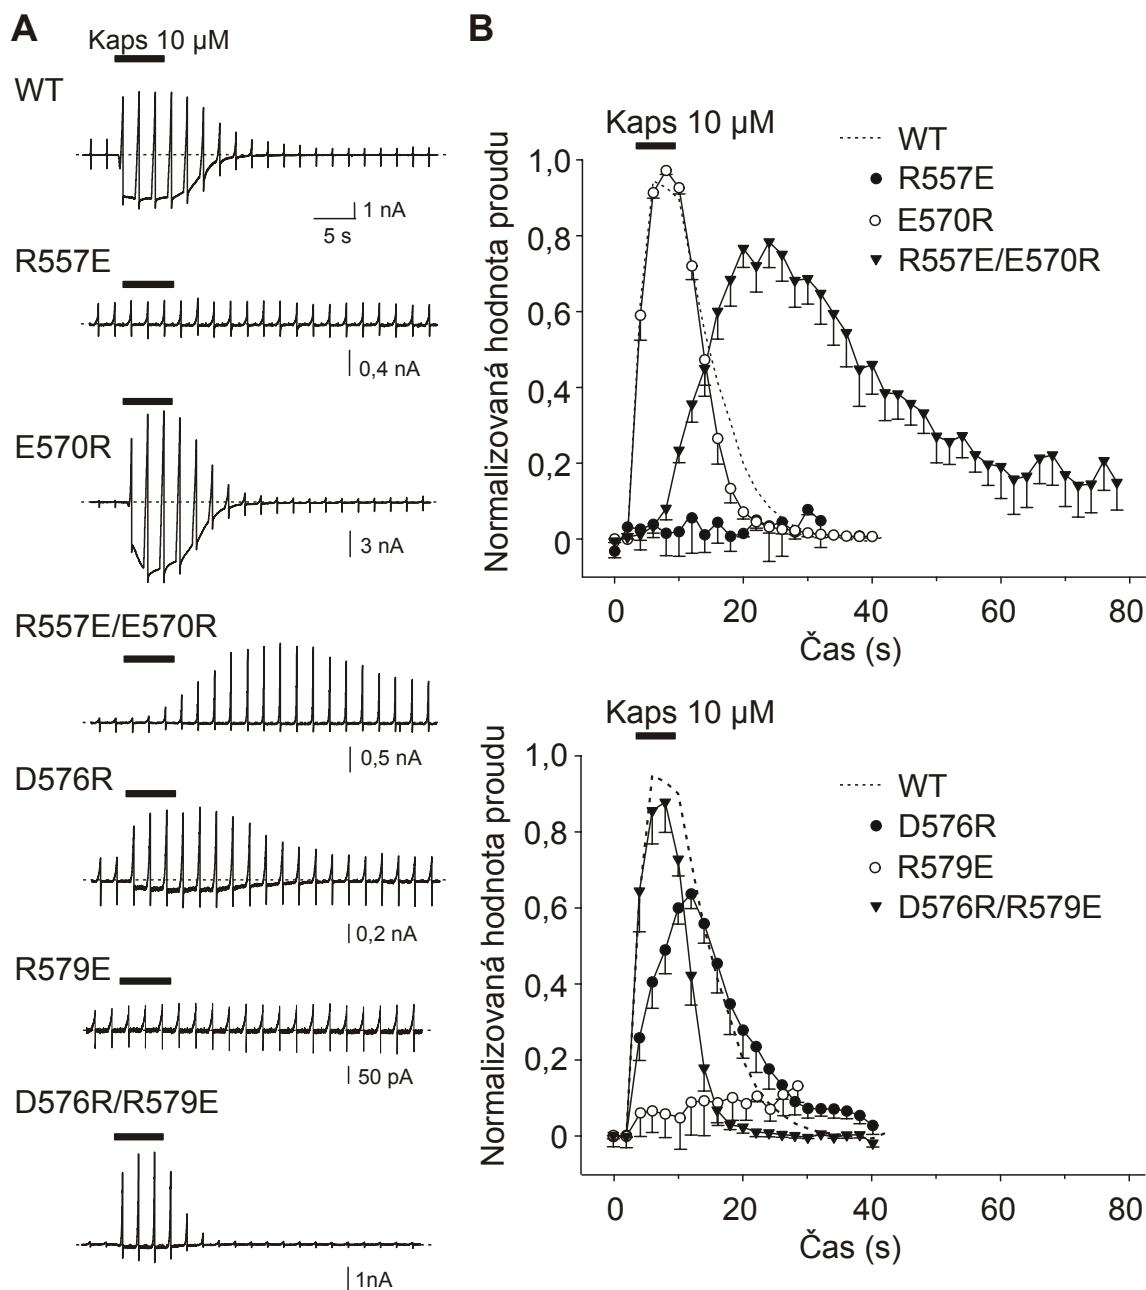 A
Kaps 10 µM
WT
1 nA
5 s
R557E
0,4 nA
E570R
3 nA
R557E/E570R
0,5 nA
D576R
0,2 nA
R579E
50 pA
D576R/R579E
1nA
B
Kaps 10 µM
WT
R557E
E570R
R557E/E570R
Normalizovaná hodnota proudu
1,0
0,8
0,6
0,4
0,2
0
0 20 40 60 80
Čas (s)
Kaps 10 µM
WT
D576R
R579E
D576R/R579E
Normalizovaná hodnota proudu
1,0
0,8
0,6
0,4
0,2
0
0 20 40 60 80
Čas (s)